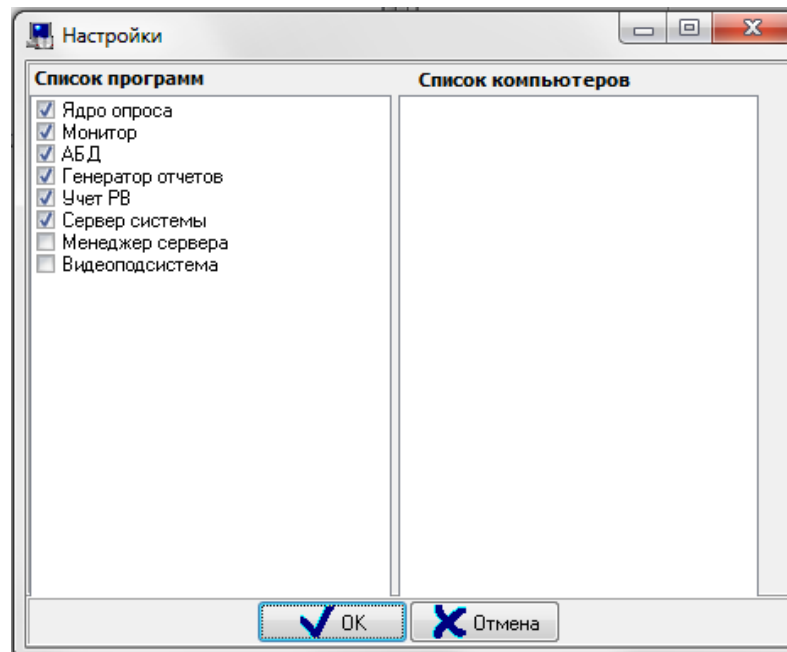 Настройки
Список программ
Список компьютеров
Ядро опроса
Монитор
АБД
Генератор отчетов
Учет РВ
Сервер системы
Менеджер сервера
Видеоподсистема
OK
Отмена